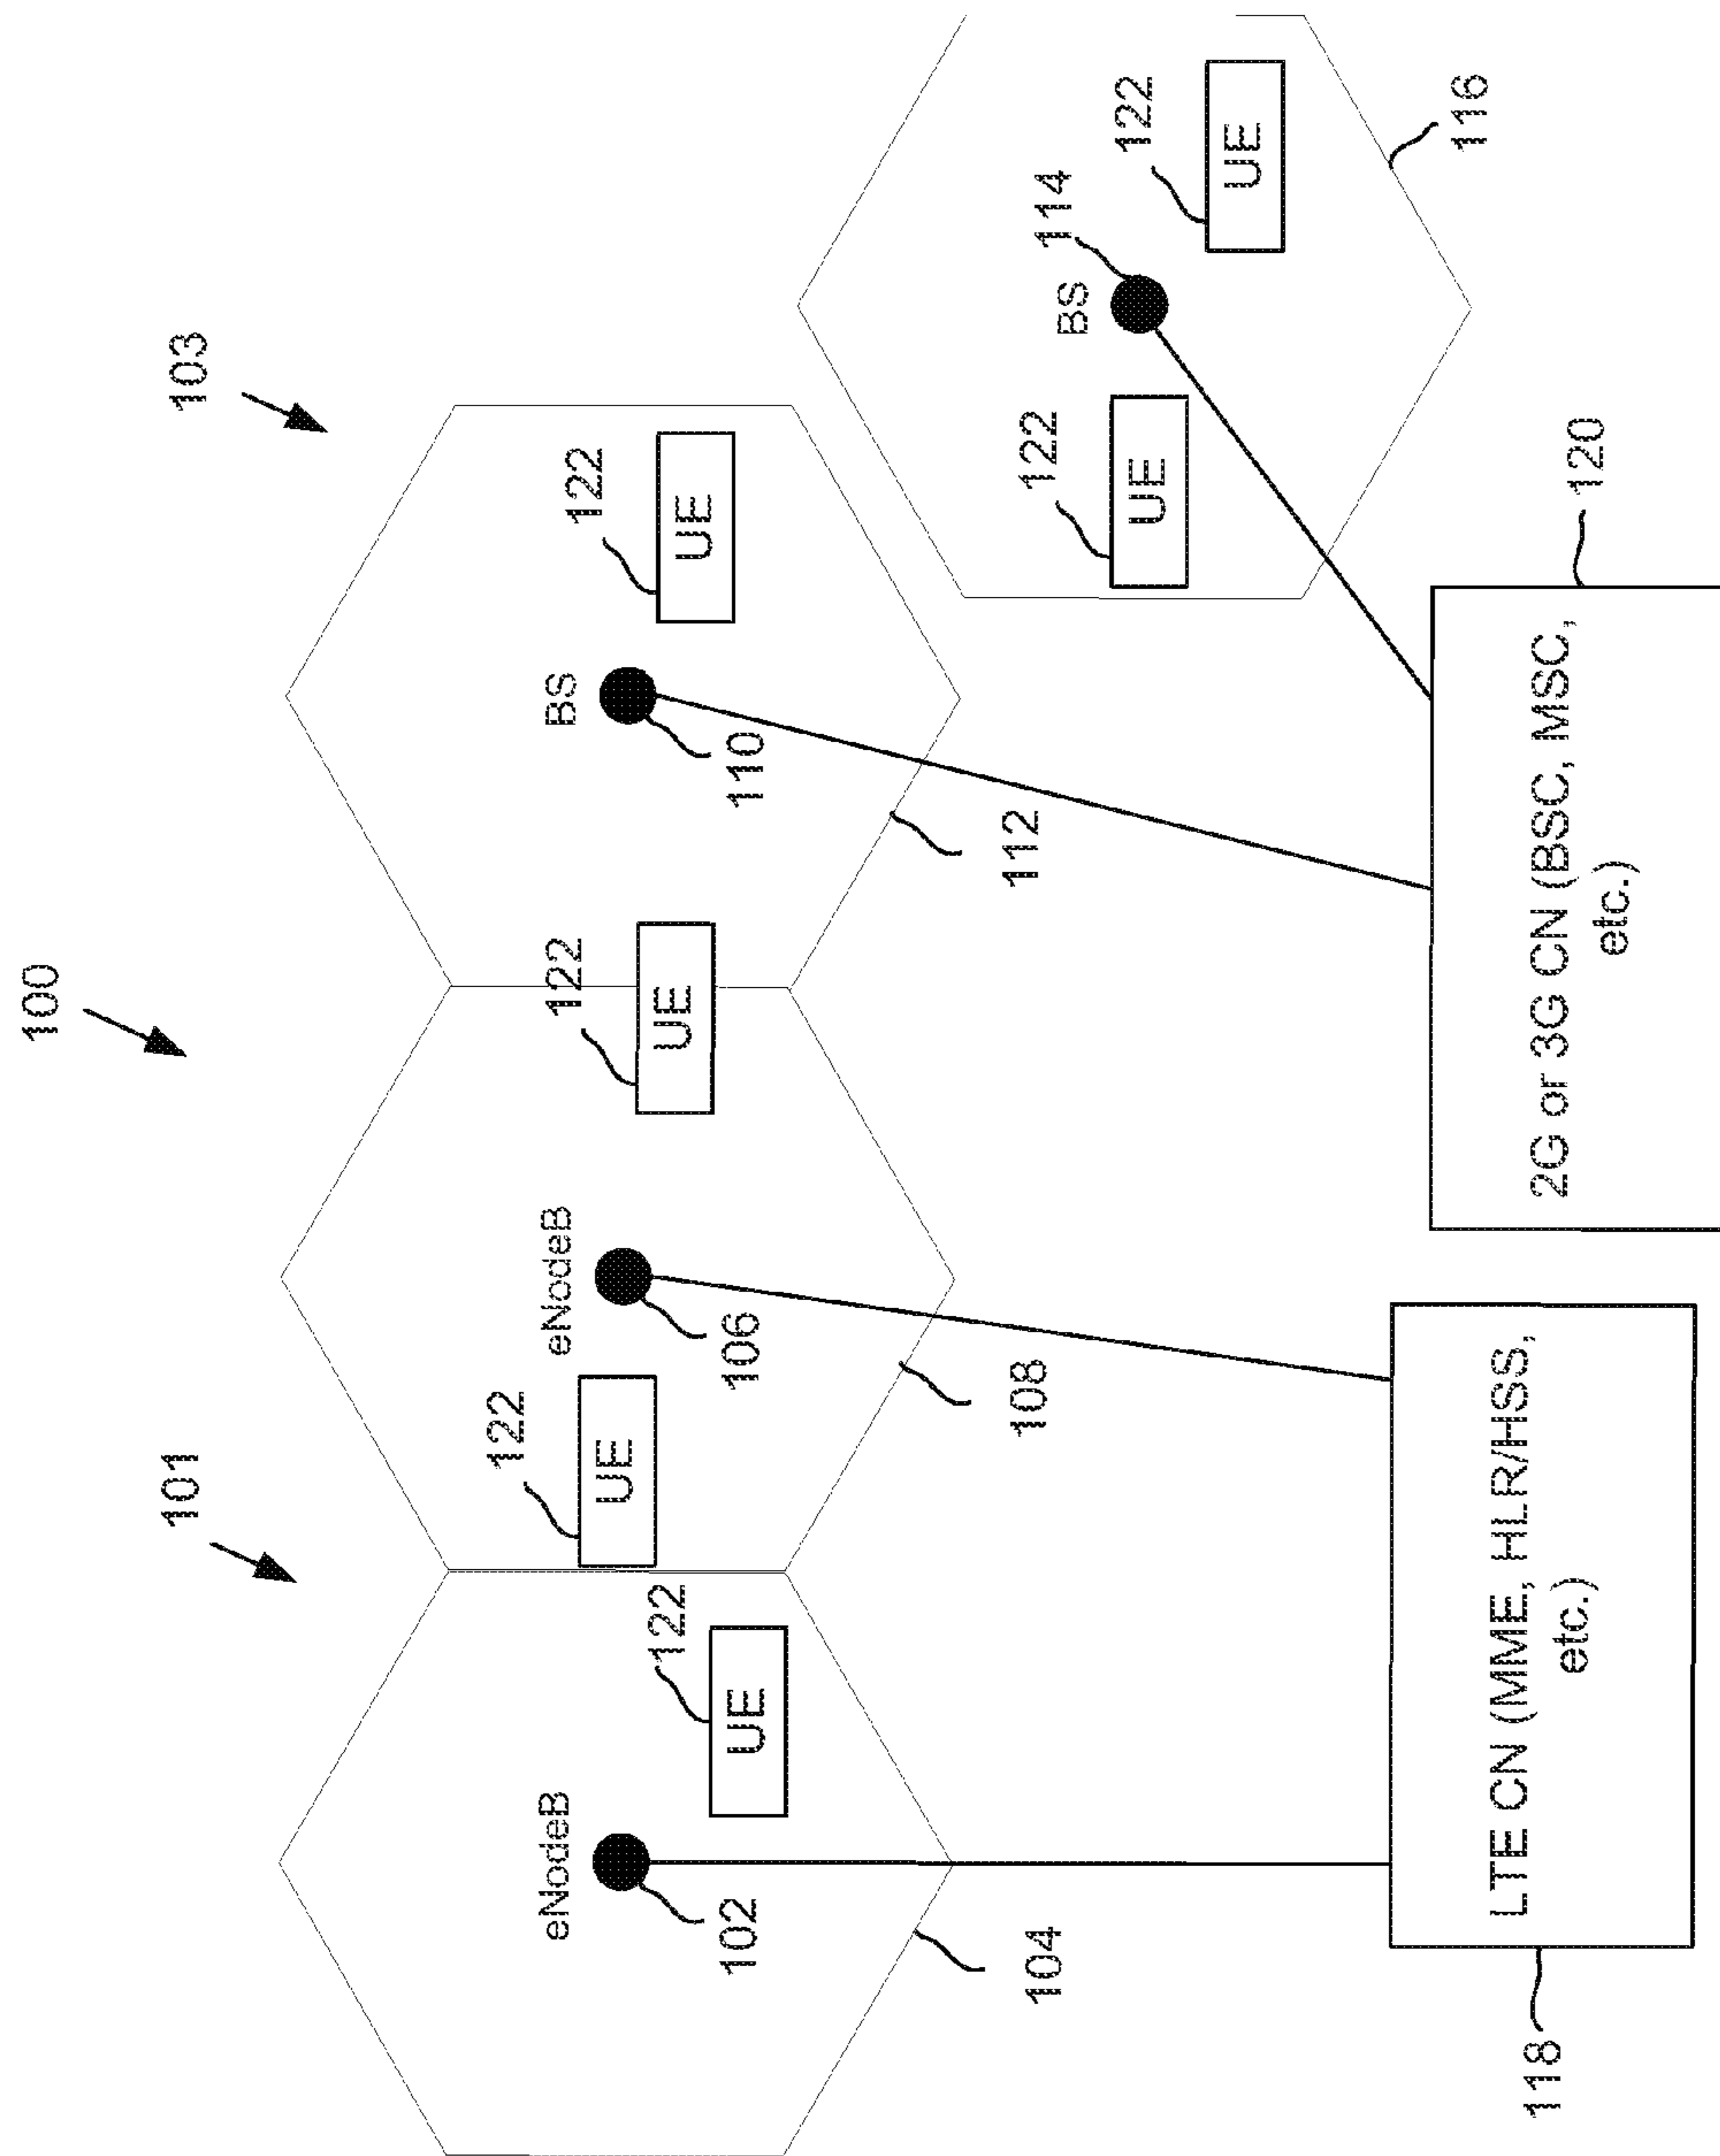 100
101
103
122
122
122
122
eNodeB
eNodeB
BS
UE
UE
UE
UE
102
106
110
104
108
112
BS
114
122
122
UE
UE
116
118
LTE CN (MME, HLR/HSS,
etc.)
120
2G or 3G CN (BSC, MSC,
etc.)